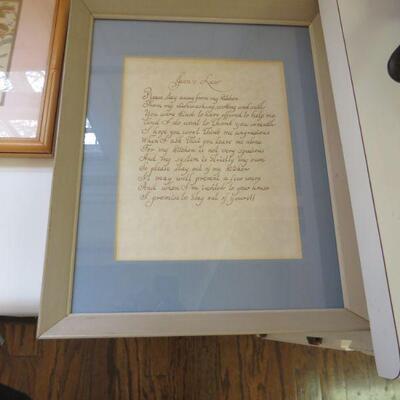 Law
Please stay away from my kitchen
From my dishwashing, cooking and
You were kind to have offered to help me
And I do want to thank you
I hope you won't think me ungracious
When I ask that you leave me alone
For my kitchen is not very spacious
And my system is strictly my own
So please stay out of my kitchen
It may well prevent a few wars
And when I'm invited to your house
I promise to stay out of yours!!